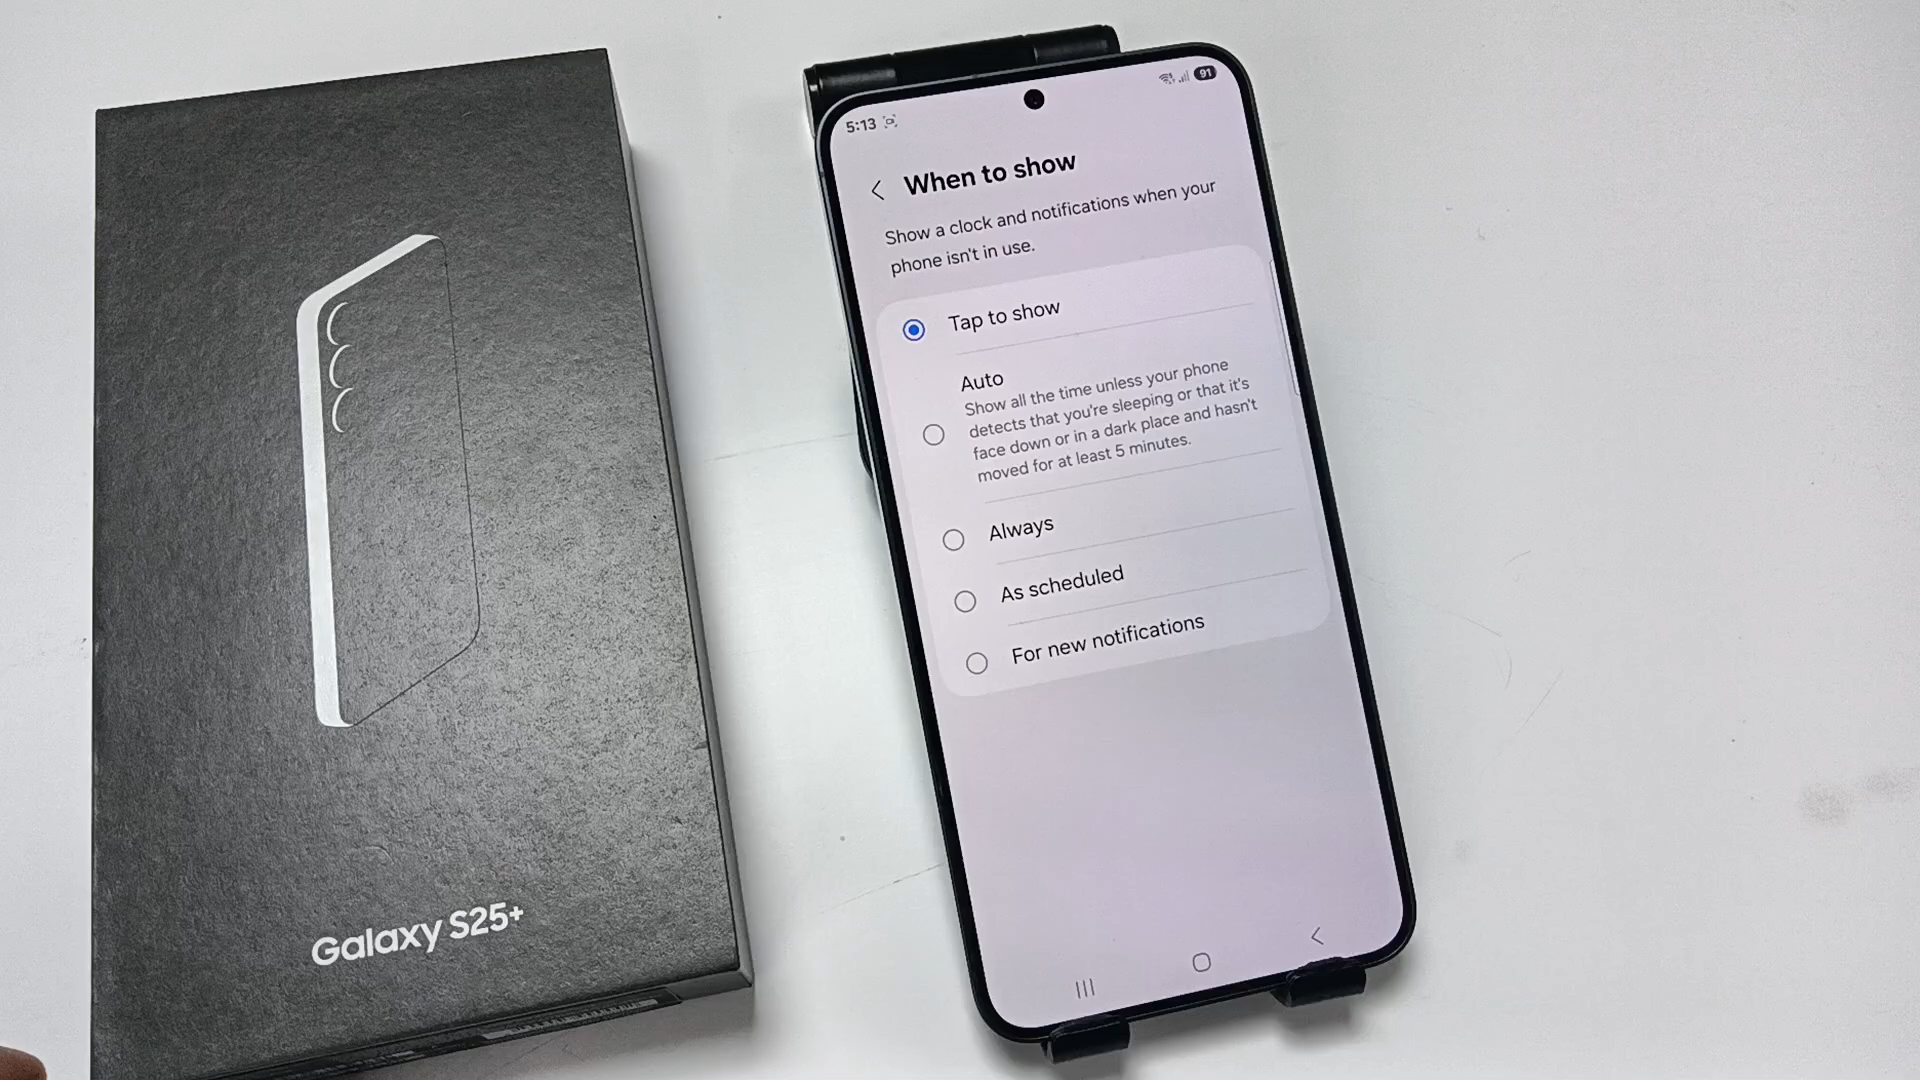 Galaxy S25+
5:13
91
When to show
Show a clock and notifications when your
phone isn't in use.
Tap to show
Auto
Show all the time unless your phone
detects that you're sleeping or that it's
face down or in a dark place and hasn't
moved for at least 5 minutes.
Always
As scheduled
For new notifications